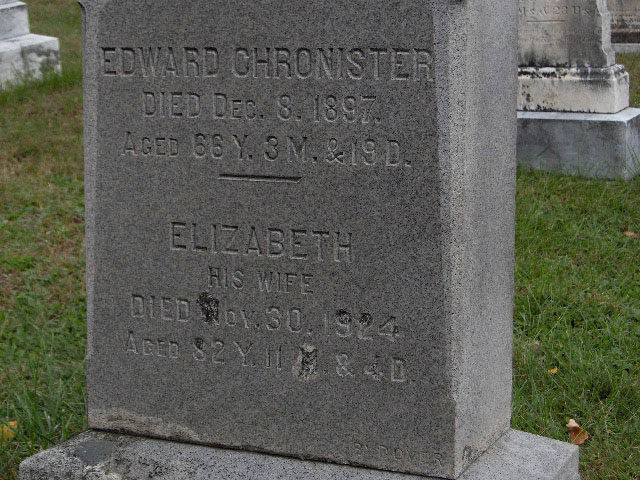 EDWARD CHRONISTER
DIED DEC. 8. 1897.
AGED 66 Y. 3 M. & 19 D.
ELIZABETH
HIS WIFE
DIED NOV. 30. 1924
AGED 82 Y. 11 M. & 4 D.